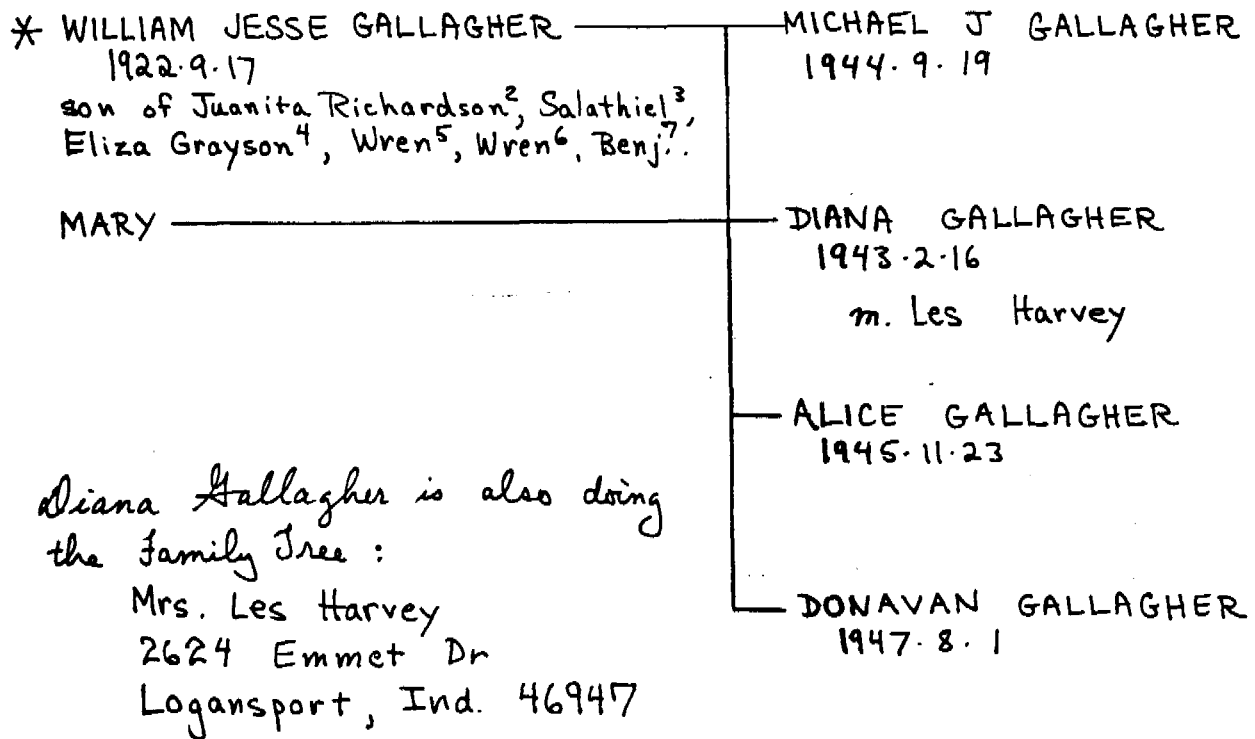 * WILLIAM JESSE GALLAGHER
1922.9.17
son of Juanita Richardson², Salathiel³,
Eliza Grayson⁴, Wren⁵, Wren⁶, Benj.⁷.
MARY
MICHAEL J GALLAGHER
1944.9.19
DIANA GALLAGHER
1943.2.16
m. Les Harvey
ALICE GALLAGHER
1945.11.23
DONAVAN GALLAGHER
1947.8.1
Diana Gallagher is also doing
the Family Tree:
Mrs. Les Harvey
2624 Emmet Dr
Logansport, Ind. 46947